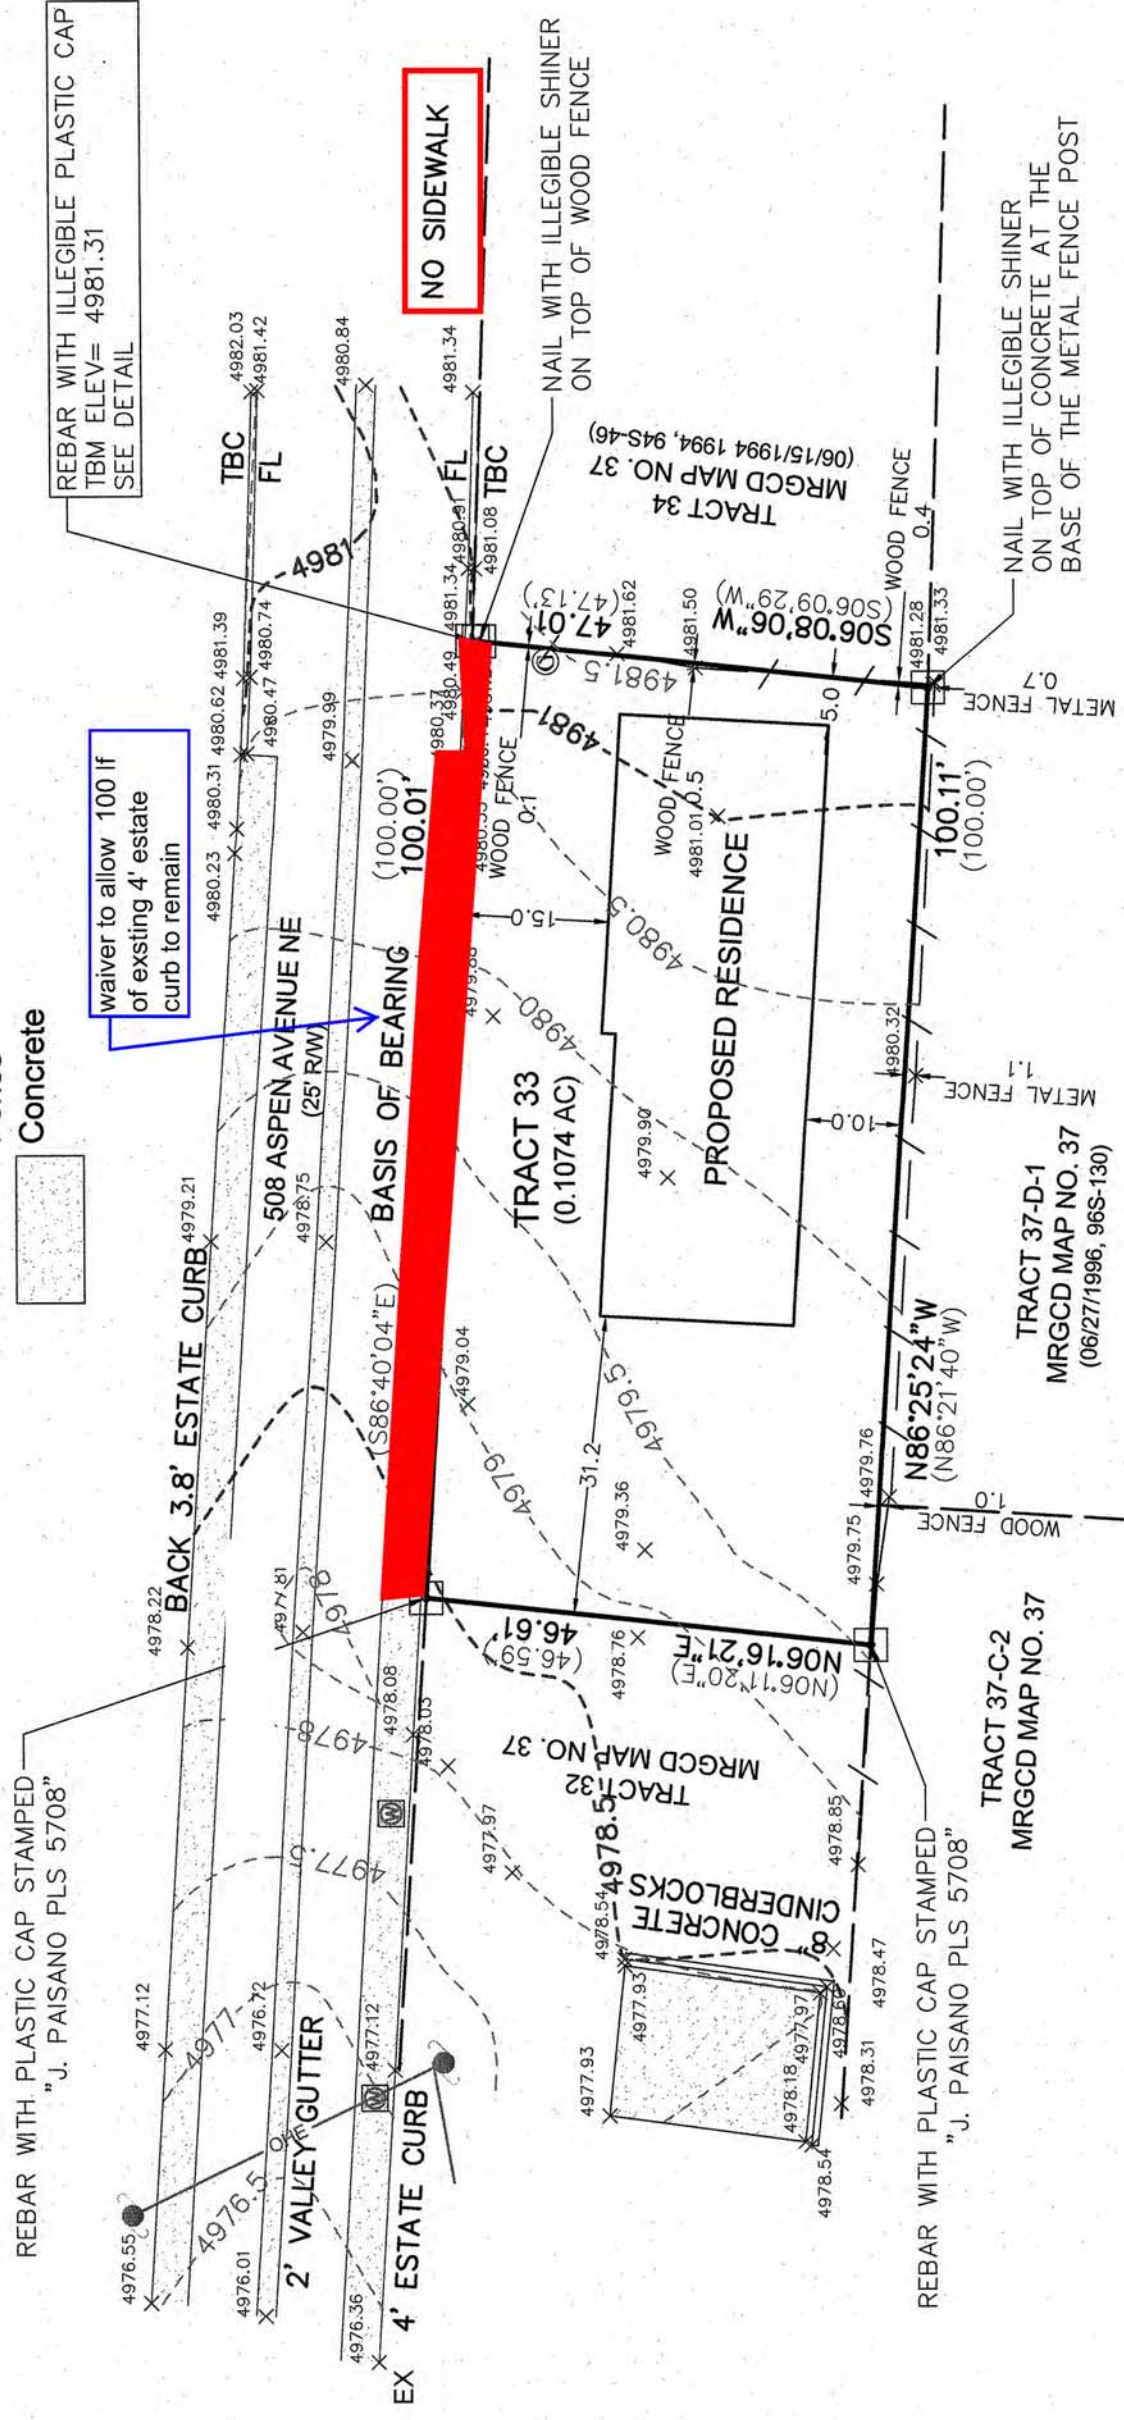 Concrete
REBAR WITH PLASTIC CAP STAMPED
"J. PAISANO PLS 5708"
REBAR WITH ILLEGIBLE PLASTIC CAP
TBM ELEV= 4981.31
SEE DETAIL
waiver to allow 100 lf
of exsting 4' estate
curb to remain
NO SIDEWALK
NAIL WITH ILLEGIBLE SHINER
ON TOP OF WOOD FENCE
BACK 3.8' ESTATE CURB
4976.55
4977.12
4978.22
4979.21
4980.23
4980.31
4980.62
4981.39
4982.03
4981.42
TBC
FL
4980.47
4980.74
4981
4979.99
4980.84
508 ASPEN AVENUE NE
(25' R/W)
4976.01
4976.72
4977.81
4978.75
4976.5
4977
4977.5
4978
4978
OHE
2' VALLEY GUTTER
W
W
4976.36
4977.12
4978.08
4978.03
EX 4' ESTATE CURB
(S86°40'04"E)
BASIS OF BEARING
(100.00')
100.01'
4980.37
4980.49
4981.34
4980.91
FL
4981.34
4981.08
TBC
WOOD FENCE
0.1
4979.04
15.0
47.01'
(47.13')
4981.62
4981.50
4981.5
4981
S06°08'06"W
(S06°09'29"W)
TRACT 34
MRGCD MAP NO. 37
(06/15/1994 1994, 94S-46)
WOOD FENCE
0.4
WOOD FENCE
0.5
4981.01
4980.5
4980
4979.5
4979
TRACT 33
(0.1074 AC)
4979.90
PROPOSED RESIDENCE
5.0
10.0
31.2
4979.36
4978.76
46.61'
(46.59')
N06°16'21"E
(N06°11'20"E)
TRACT 32
MRGCD MAP NO. 37
4977.97
4978.5
4978.54
CONCRETE
CINDERBLOCKS
8"
4977.93
4977.93
4977.97
4978.18
4978.54
4978.31
4978.47
4978.85
4979.75
4979.76
4980.32
4981.28
4981.33
N86°25'24"W
(N86°21'40"W)
100.11'
(100.00')
METAL FENCE
0.7
METAL FENCE
1.1
WOOD FENCE
1.0
NAIL WITH ILLEGIBLE SHINER
ON TOP OF CONCRETE AT THE
BASE OF THE METAL FENCE POST
REBAR WITH PLASTIC CAP STAMPED
"J. PAISANO PLS 5708"
TRACT 37-C-2
MRGCD MAP NO. 37
TRACT 37-D-1
MRGCD MAP NO. 37
(06/27/1996, 96S-130)